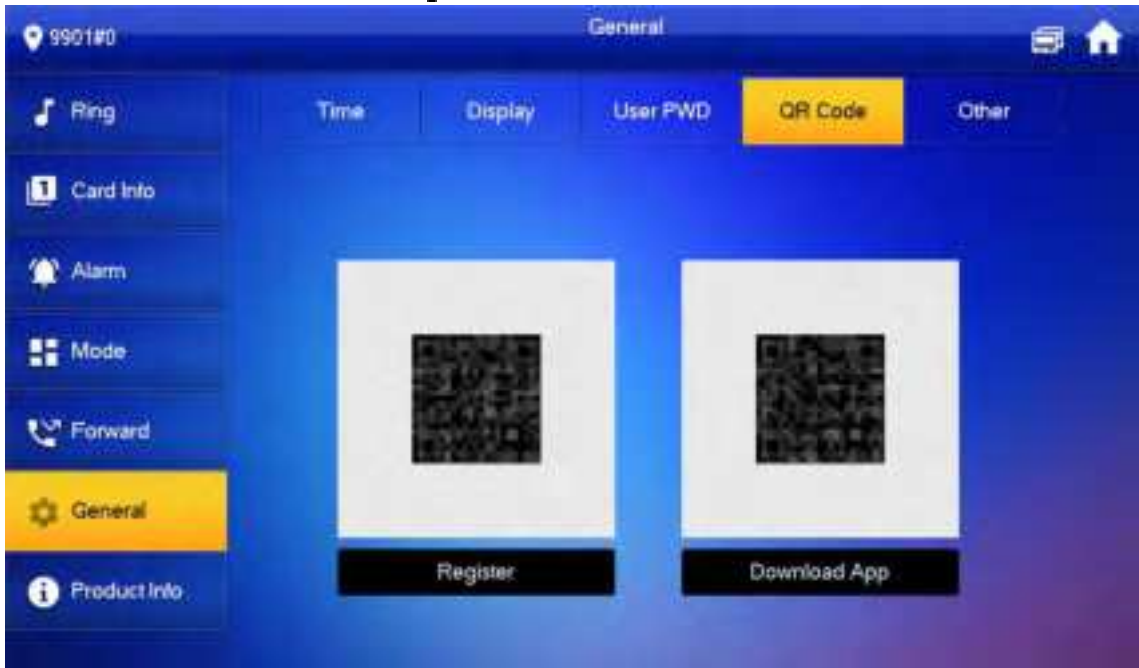 9901#0
General
Ring
Card Info
Alarm
Mode
Forward
General
Product Info
Time
Display
User PWD
QR Code
Other
Register
Download App